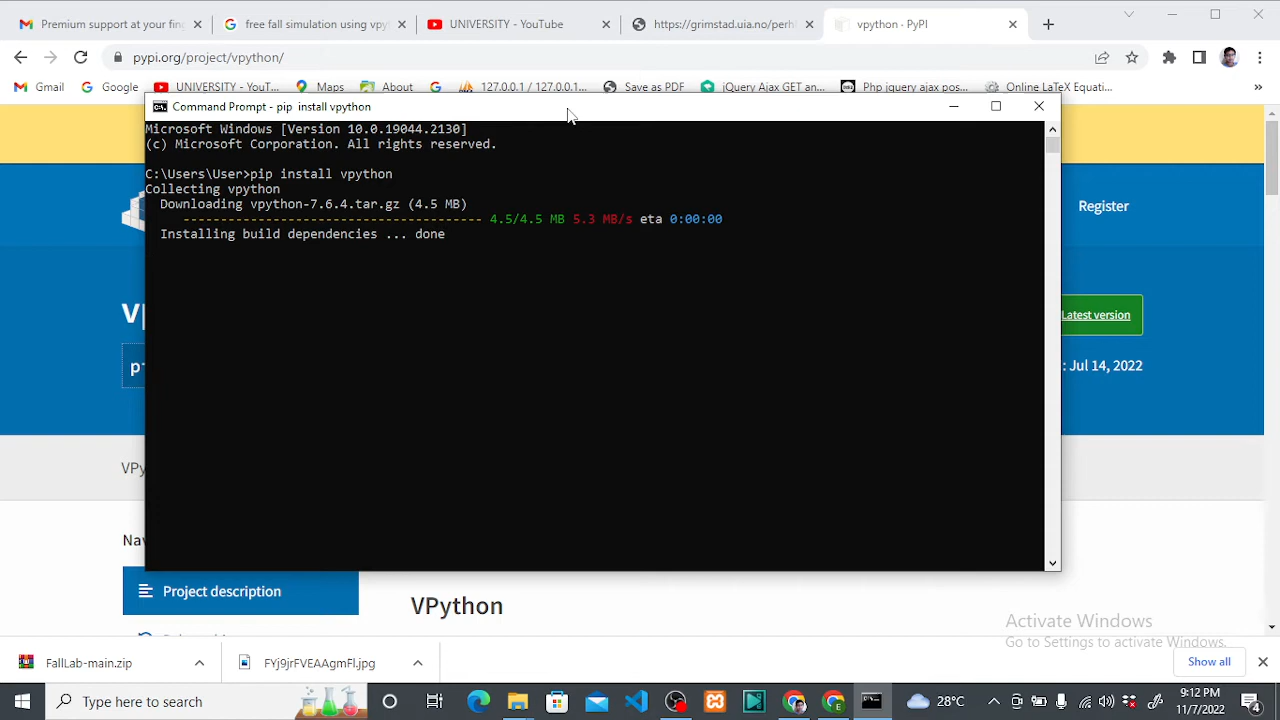 Premium support at your fin
free fall simulation using vpy
UNIVERSITY - YouTube
https://grimstad.uia.no/perh
vpython · PyPI
pypi.org/project/vpython/
Gmail
Google
UNIVERSITY - YouT...
Maps
About
127.0.0.1 / 127.0.0.1...
Save as PDF
jQuery Ajax GET an...
Php jquery ajax pos...
Online LaTeX Equati...
»
Command Prompt - pip install vpython
Microsoft Windows [Version 10.0.19044.2130]
(c) Microsoft Corporation. All rights reserved.
C:\Users\User>pip install vpython
Collecting vpython
Downloading vpython-7.6.4.tar.gz (4.5 MB)
---------------------------------------- 4.5/4.5 MB 5.3 MB/s eta 0:00:00
Installing build dependencies ... done
Register
Latest version
: Jul 14, 2022
VPy
Nav
Project description
VPython
Activate Windows
Go to Settings to activate Windows.
FallLab-main.zip
FYj9jrFVEAAgmFl.jpg
Show all
Type here to search
28°C
9:12 PM
11/7/2022
4